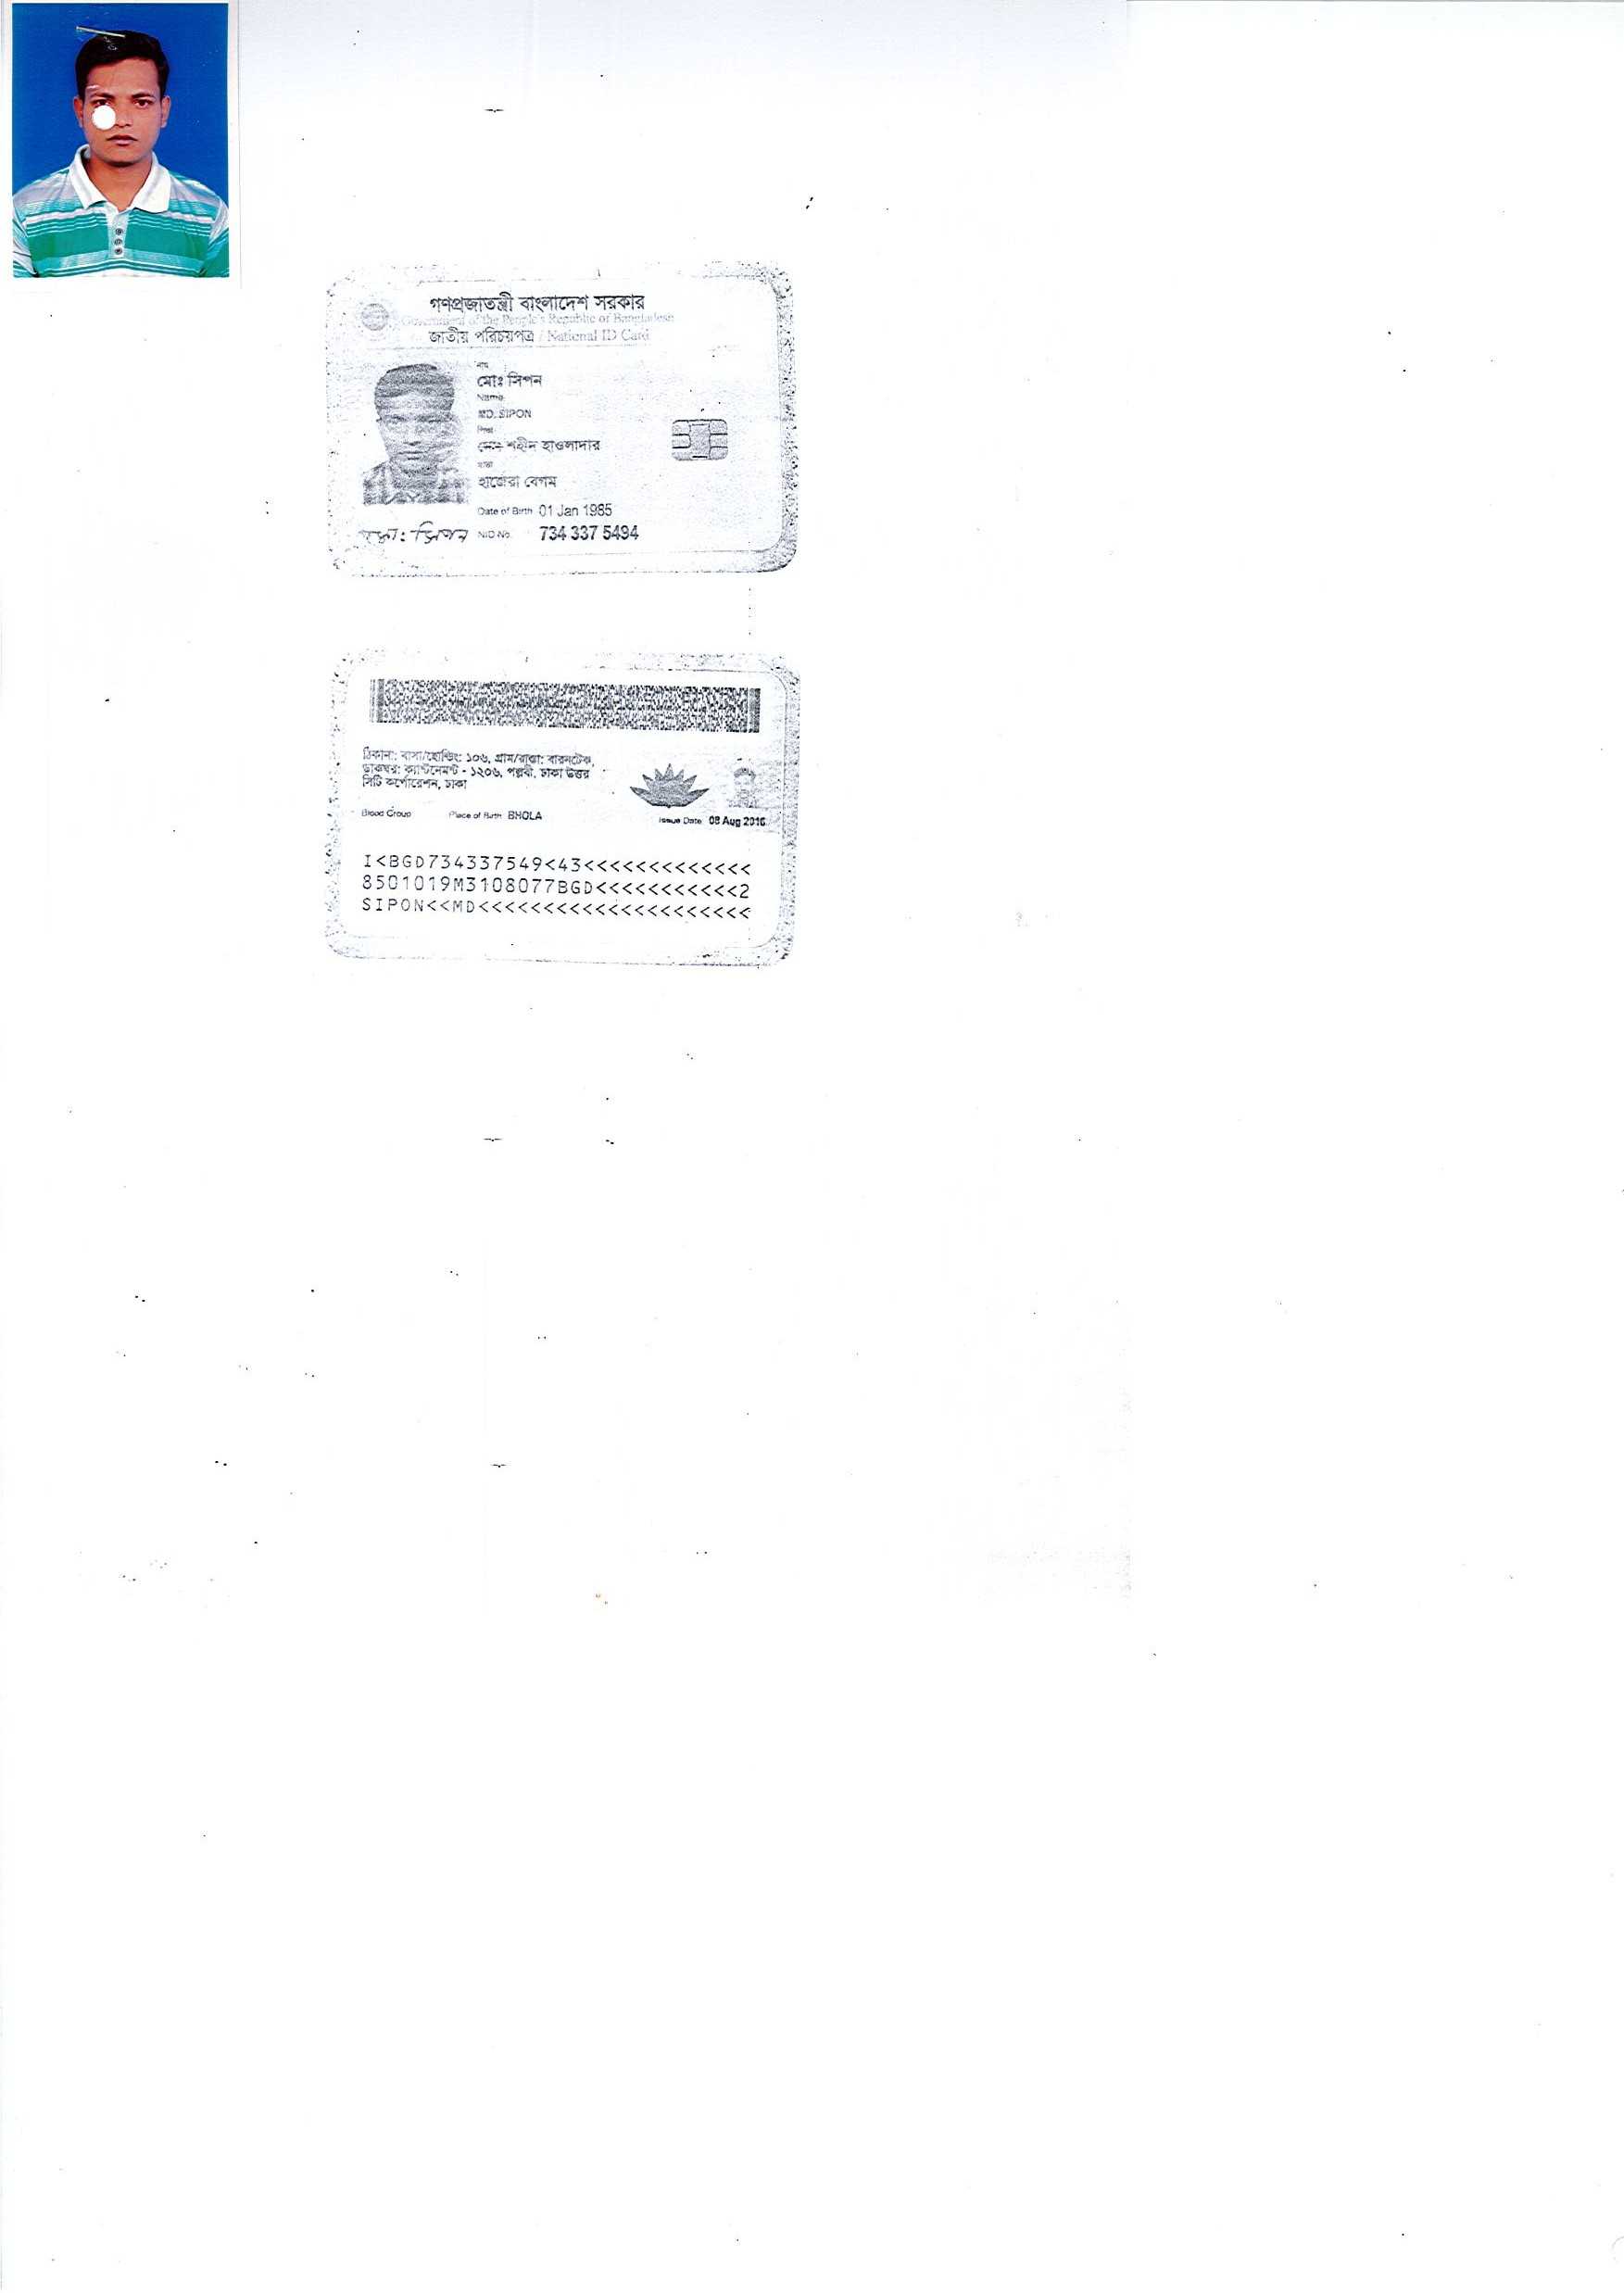 গণপ্রজাতন্ত্রী বাংলাদেশ সরকার
Government of the People's Republic of Bangladesh
জাতীয় পরিচয়পত্র / National ID Card
নাম
মোঃ সিপন
Name
MD. SIPON
পিতা
মোঃ শহীদ হাওলাদার
মাতা
হাজেরা বেগম
Date of Birth 01 Jan 1985
মোঃ সিপন NID No. 734 337 5494
ঠিকানা: বাসা/হোল্ডিং: ১০৬, গ্রাম/রাস্তা: বারনটেক,
ডাকঘর: ক্যান্টনমেন্ট - ১২০৬, পল্লবী, ঢাকা উত্তর
সিটি কর্পোরেশন, ঢাকা
Blood Group Place of Birth BHOLA Issue Date 08 Aug 2016
I<BGD734337549<43<<<<<<<<<<<<<
8501019M3108077BGD<<<<<<<<<<<2
SIPON<<MD<<<<<<<<<<<<<<<<<<<<<